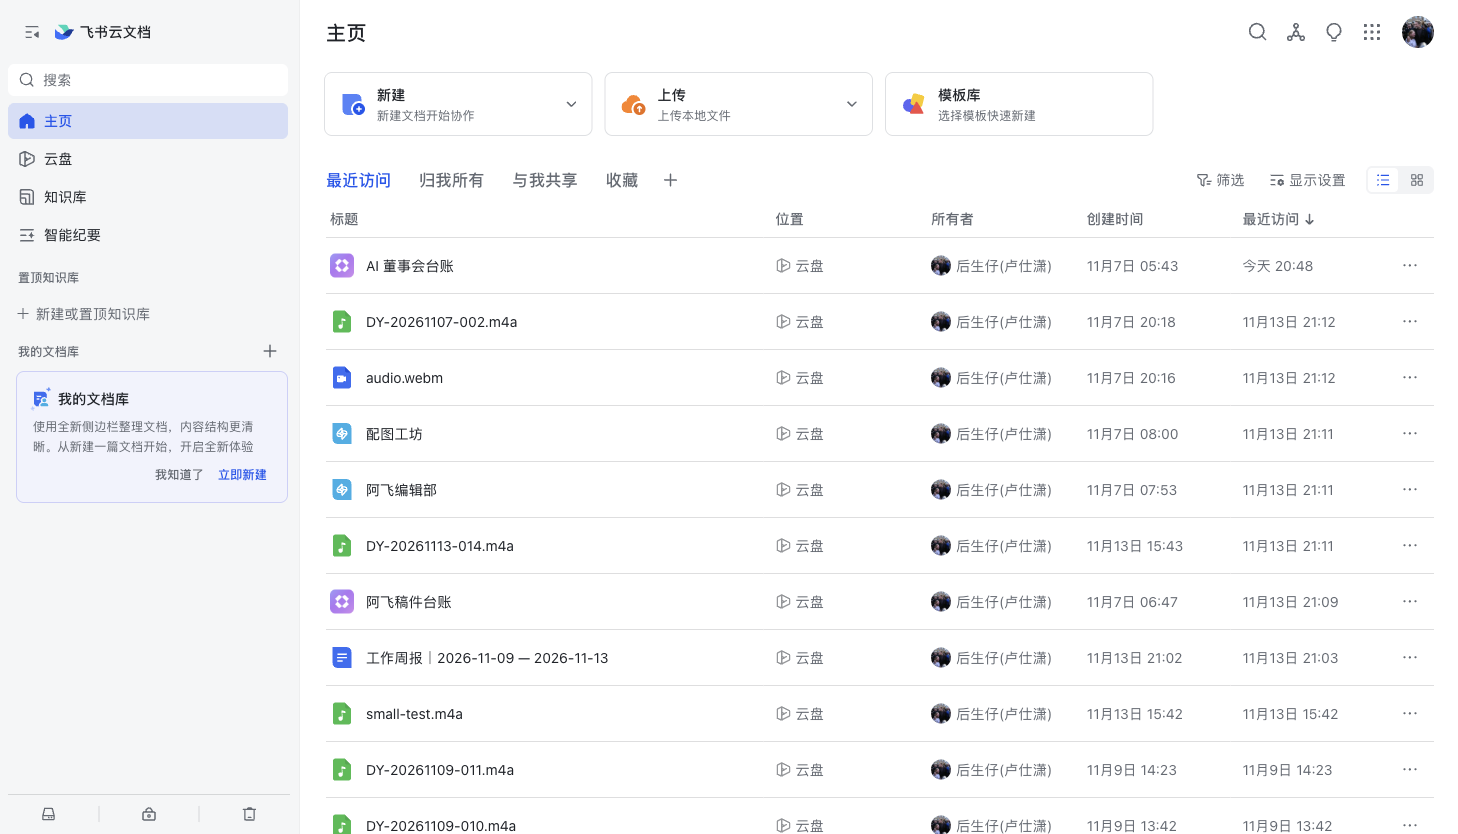 飞书云文档
搜索
主页
云盘
知识库
智能纪要
置顶知识库
新建或置顶知识库
我的文档库
我的文档库
使用全新侧边栏整理文档，内容结构更清
晰。从新建一篇文档开始，开启全新体验
我知道了 立即新建
主页
新建
新建文档开始协作
上传
上传本地文件
模板库
选择模板快速新建
最近访问 归我所有 与我共享 收藏 筛选 显示设置
标题 位置 所有者 创建时间 最近访问
AI 董事会台账 云盘 后生仔(卢仕潇) 11月7日 05:43 今天 20:48
DY-20261107-002.m4a 云盘 后生仔(卢仕潇) 11月7日 20:18 11月13日 21:12
audio.webm 云盘 后生仔(卢仕潇) 11月7日 20:16 11月13日 21:12
配图工坊 云盘 后生仔(卢仕潇) 11月7日 08:00 11月13日 21:11
阿飞编辑部 云盘 后生仔(卢仕潇) 11月7日 07:53 11月13日 21:11
DY-20261113-014.m4a 云盘 后生仔(卢仕潇) 11月13日 15:43 11月13日 21:11
阿飞稿件台账 云盘 后生仔(卢仕潇) 11月7日 06:47 11月13日 21:09
工作周报｜2026-11-09 — 2026-11-13 云盘 后生仔(卢仕潇) 11月13日 21:02 11月13日 21:03
small-test.m4a 云盘 后生仔(卢仕潇) 11月13日 15:42 11月13日 15:42
DY-20261109-011.m4a 云盘 后生仔(卢仕潇) 11月9日 14:23 11月9日 14:23
DY-20261109-010.m4a 云盘 后生仔(卢仕潇) 11月9日 13:42 11月9日 13:42